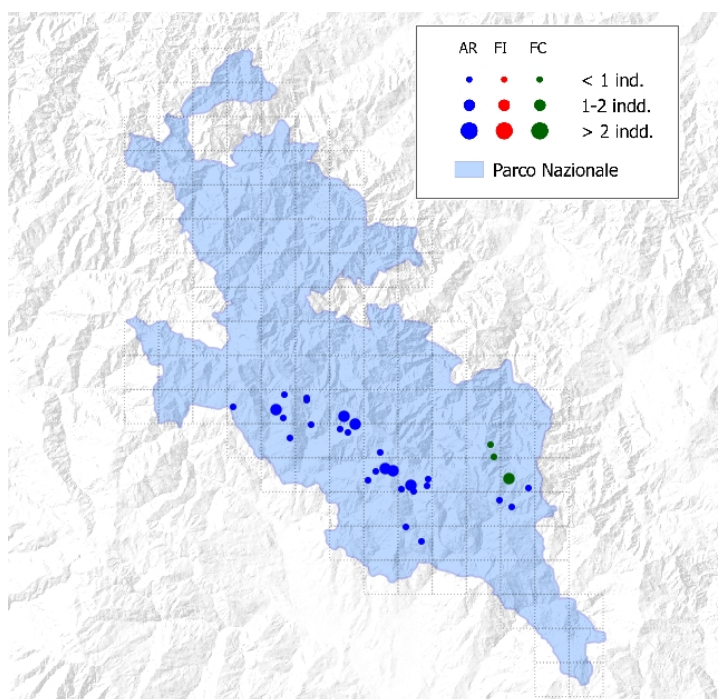 AR FI FC
< 1 ind.
1-2 indd.
> 2 indd.
Parco Nazionale